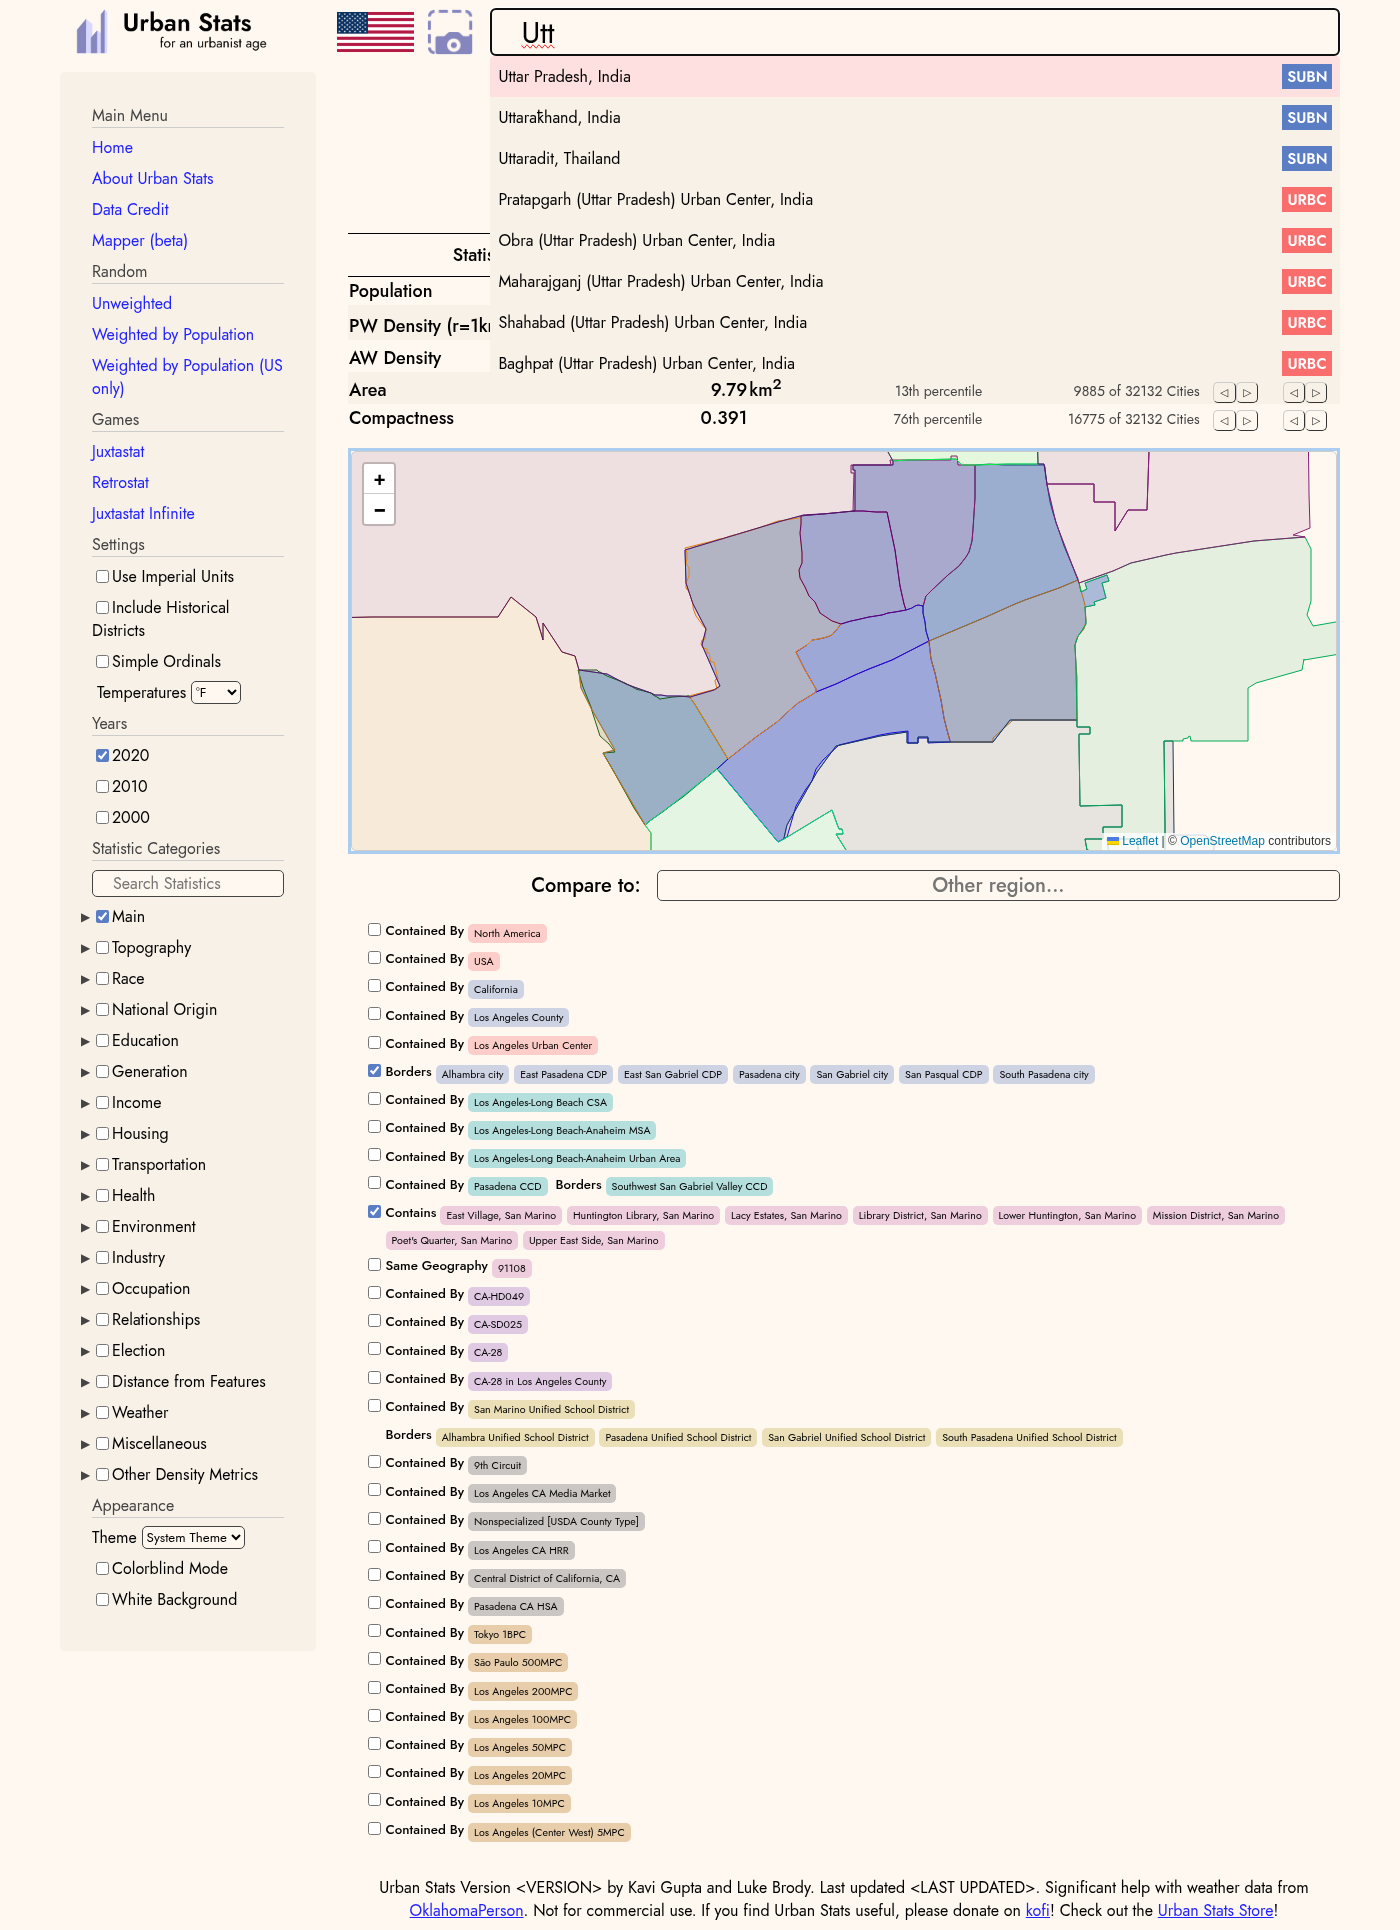 Urban Stats
for an urbanist age
Utt
Uttar Pradesh, India SUBN
Uttarākhand, India SUBN
Uttaradit, Thailand SUBN
Pratapgarh (Uttar Pradesh) Urban Center, India URBC
Obra (Uttar Pradesh) Urban Center, India URBC
Maharajganj (Uttar Pradesh) Urban Center, India URBC
Shahabad (Uttar Pradesh) Urban Center, India URBC
Baghpat (Uttar Pradesh) Urban Center, India URBC
Main Menu
Home
About Urban Stats
Data Credit
Mapper (beta)
Random
Unweighted
Weighted by Population
Weighted by Population (US
only)
Games
Juxtastat
Retrostat
Juxtastat Infinite
Settings
Use Imperial Units
Include Historical
Districts
Simple Ordinals
Temperatures °F
Years
2020
2010
2000
Statistic Categories
Search Statistics
Main
Topography
Race
National Origin
Education
Generation
Income
Housing
Transportation
Health
Environment
Industry
Occupation
Relationships
Election
Distance from Features
Weather
Miscellaneous
Other Density Metrics
Appearance
Theme System Theme
Colorblind Mode
White Background
Statis
Population
PW Density (r=1k
AW Density
Area 9.79 km² 13th percentile 9885 of 32132 Cities
Compactness 0.391 76th percentile 16775 of 32132 Cities
+
−
Leaflet | © OpenStreetMap contributors
Compare to: Other region...
Contained By North America
Contained By USA
Contained By California
Contained By Los Angeles County
Contained By Los Angeles Urban Center
Borders Alhambra city East Pasadena CDP East San Gabriel CDP Pasadena city San Gabriel city San Pasqual CDP South Pasadena city
Contained By Los Angeles-Long Beach CSA
Contained By Los Angeles-Long Beach-Anaheim MSA
Contained By Los Angeles-Long Beach-Anaheim Urban Area
Contained By Pasadena CCD Borders Southwest San Gabriel Valley CCD
Contains East Village, San Marino Huntington Library, San Marino Lacy Estates, San Marino Library District, San Marino Lower Huntington, San Marino Mission District, San Marino
Poet's Quarter, San Marino Upper East Side, San Marino
Same Geography 91108
Contained By CA-HD049
Contained By CA-SD025
Contained By CA-28
Contained By CA-28 in Los Angeles County
Contained By San Marino Unified School District
Borders Alhambra Unified School District Pasadena Unified School District San Gabriel Unified School District South Pasadena Unified School District
Contained By 9th Circuit
Contained By Los Angeles CA Media Market
Contained By Nonspecialized [USDA County Type]
Contained By Los Angeles CA HRR
Contained By Central District of California, CA
Contained By Pasadena CA HSA
Contained By Tokyo 1BPC
Contained By São Paulo 500MPC
Contained By Los Angeles 200MPC
Contained By Los Angeles 100MPC
Contained By Los Angeles 50MPC
Contained By Los Angeles 20MPC
Contained By Los Angeles 10MPC
Contained By Los Angeles (Center West) 5MPC
Urban Stats Version <VERSION> by Kavi Gupta and Luke Brody. Last updated <LAST UPDATED>. Significant help with weather data from
OklahomaPerson. Not for commercial use. If you find Urban Stats useful, please donate on kofi! Check out the Urban Stats Store!